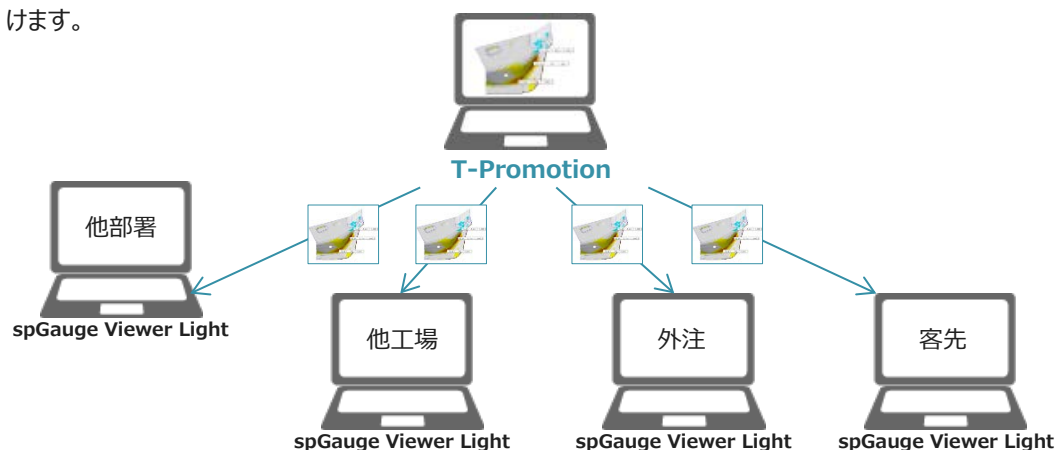 けます。
T-Promotion
他部署
spGauge Viewer Light
他工場
外注
客先
spGauge Viewer Light
spGauge Viewer Light
spGauge Viewer Light